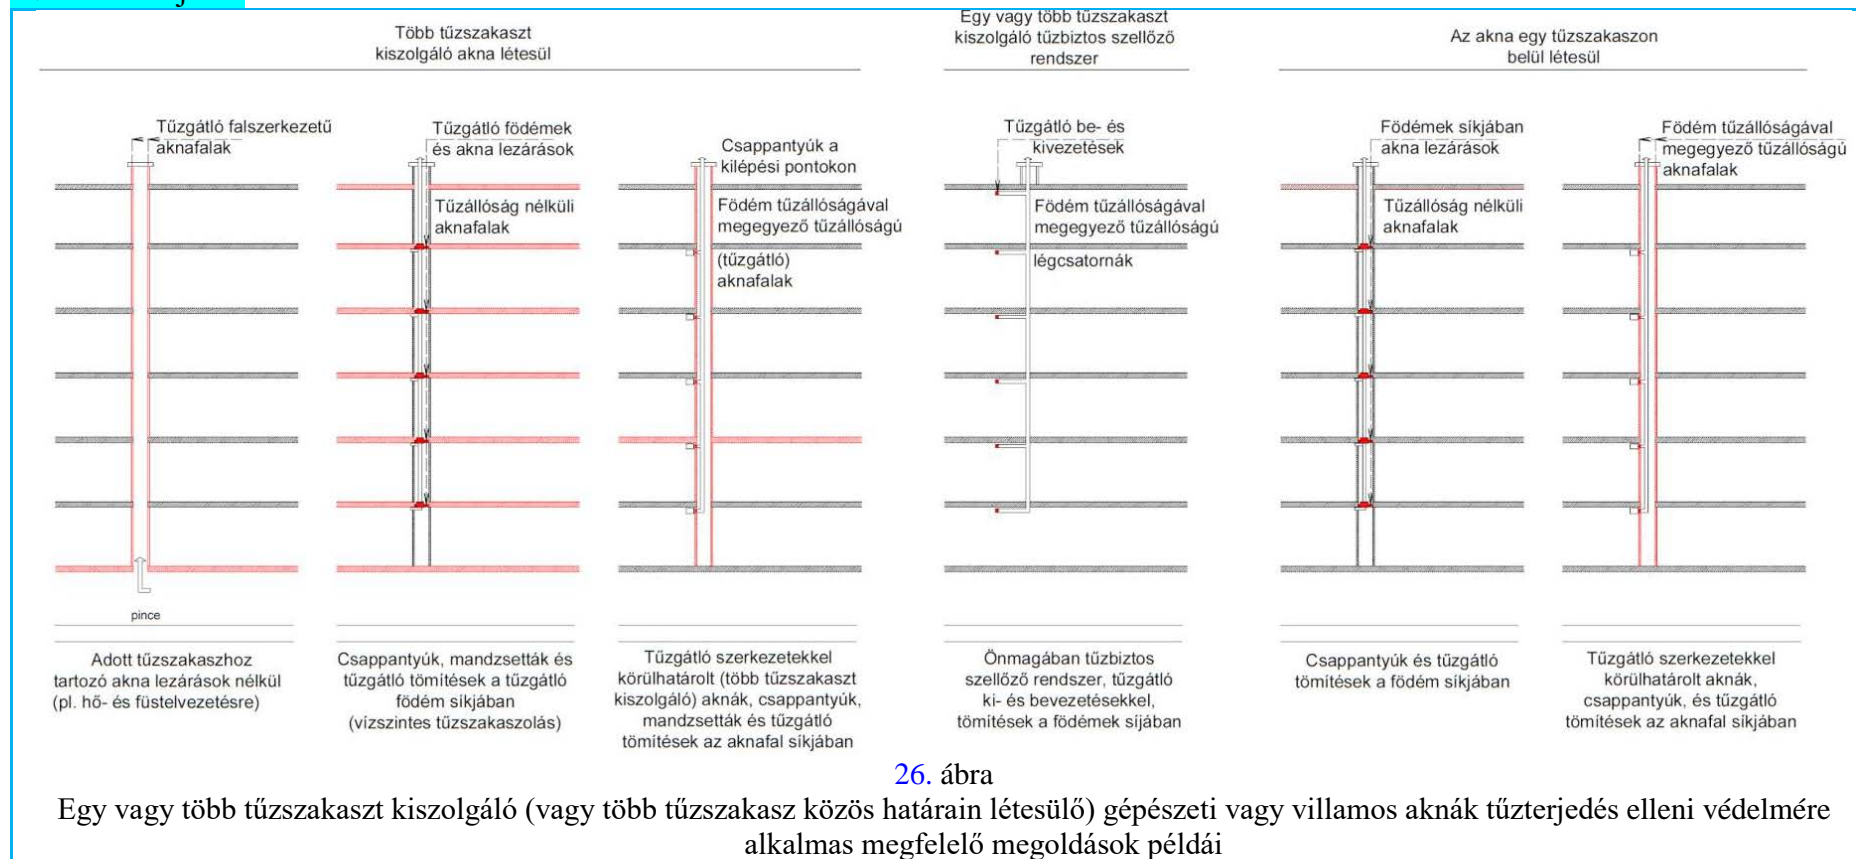 Több tűzszakaszt
kiszolgáló akna létesül
Egy vagy több tűzszakaszt
kiszolgáló tűzbiztos szellőző
rendszer
Az akna egy tűzszakaszon
belül létesül
Tűzgátló falszerkezetű
aknafalak
Tűzgátló födémek
és akna lezárások
Tűzállóság nélküli
aknafalak
Csappantyúk a
kilépési pontokon
Födém tűzállóságával
megegyező tűzállóságú
(tűzgátló)
aknafalak
Tűzgátló be- és
kivezetések
Födém tűzállóságával
megegyező tűzállóságú
légcsatornák
Födémek síkjában
akna lezárások
Tűzállóság nélküli
aknafalak
Födém tűzállóságával
megegyező tűzállóságú
aknafalak
pince
Adott tűzszakaszhoz
tartozó akna lezárások nélkül
(pl. hő- és füstelvezetésre)
Csappantyúk, mandzsetták és
tűzgátló tömítések a tűzgátló
födém síkjában
(vízszintes tűzszakaszolás)
Tűzgátló szerkezetekkel
körülhatárolt (több tűzszakaszt
kiszolgáló) aknák, csappantyúk,
mandzsetták és tűzgátló
tömítések az aknafal síkjában
Önmagában tűzbiztos
szellőző rendszer, tűzgátló
ki- és bevezetésekkel,
tömítések a födémek síjában
Csappantyúk és tűzgátló
tömítések a födém síkjában
Tűzgátló szerkezetekkel
körülhatárolt aknák,
csappantyúk, és tűzgátló
tömítések az aknafal síkjában
26. ábra
Egy vagy több tűzszakaszt kiszolgáló (vagy több tűzszakasz közös határain létesülő) gépészeti vagy villamos aknák tűzterjedés elleni védelmére
alkalmas megfelelő megoldások példái